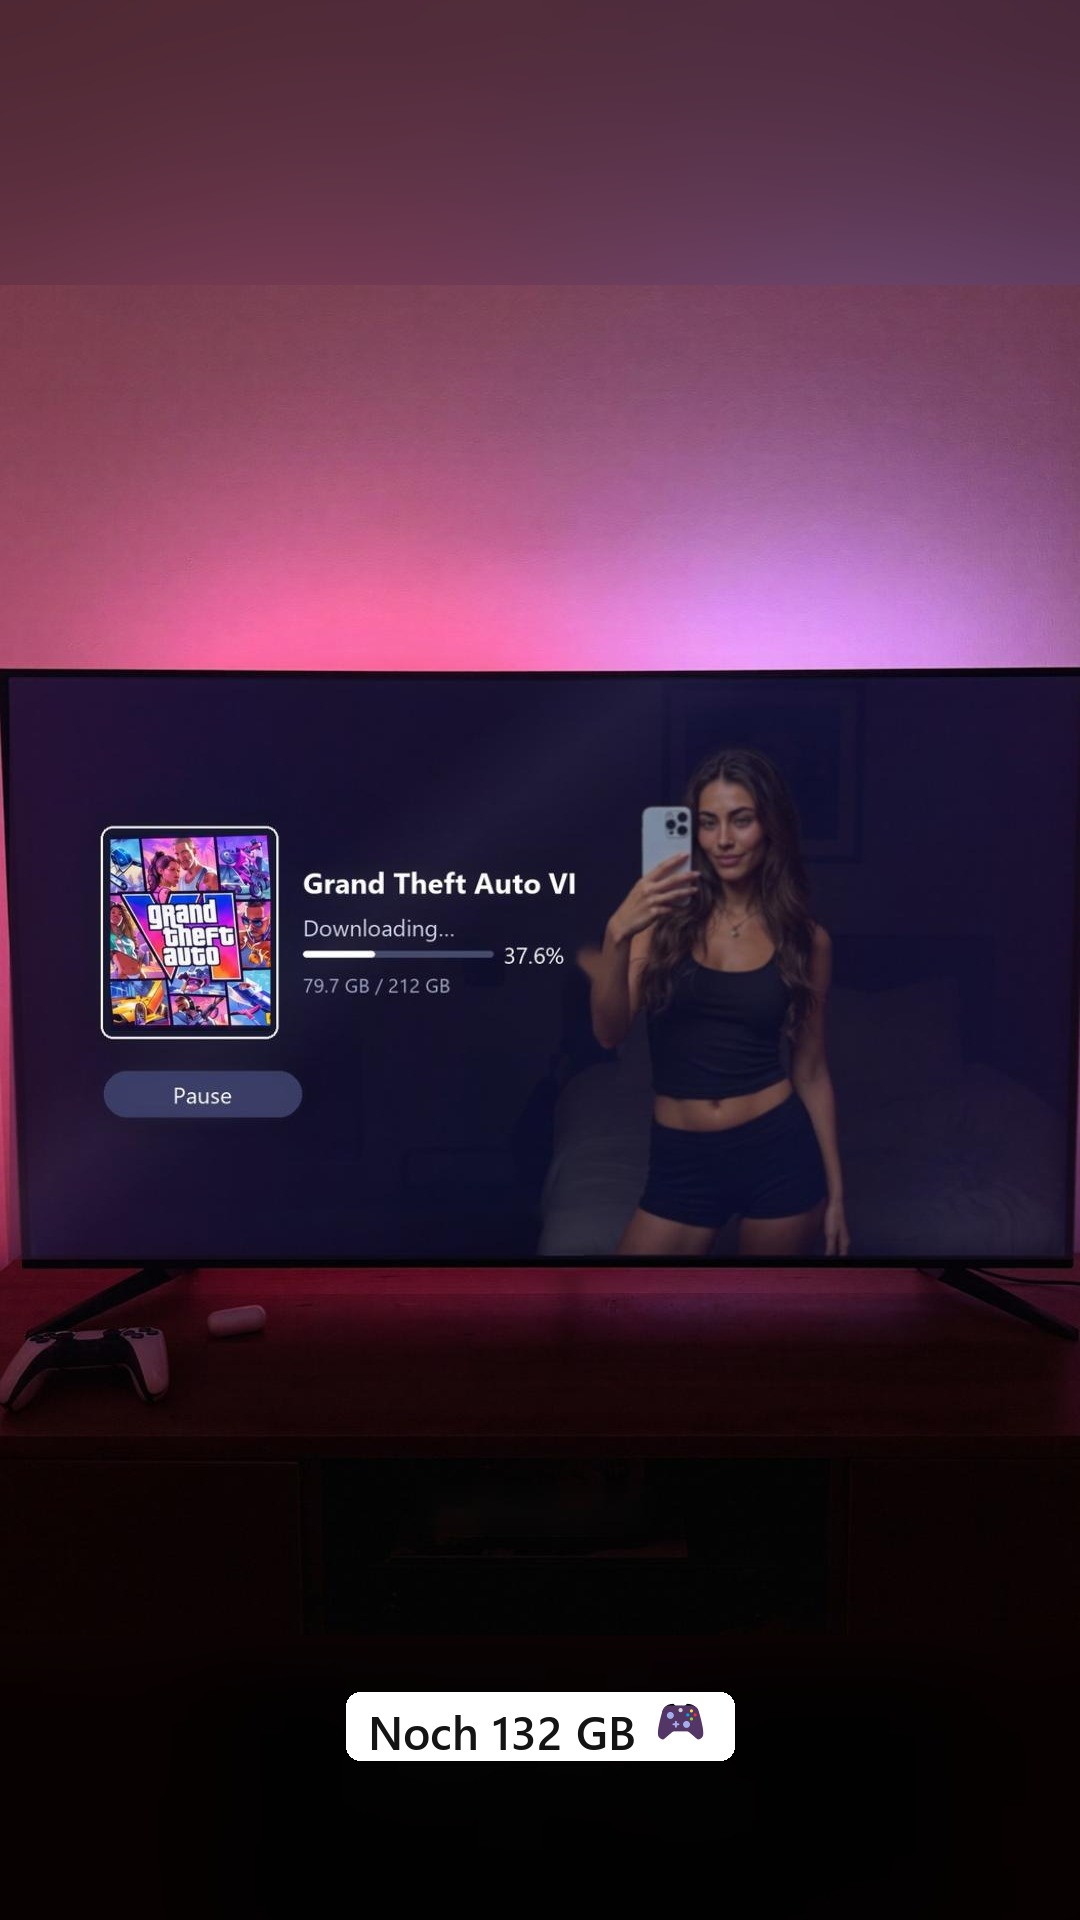 grand
theft
auto
Grand Theft Auto VI
Downloading...
37.6%
79.7 GB / 212 GB
Pause
Noch 132 GB 🎮